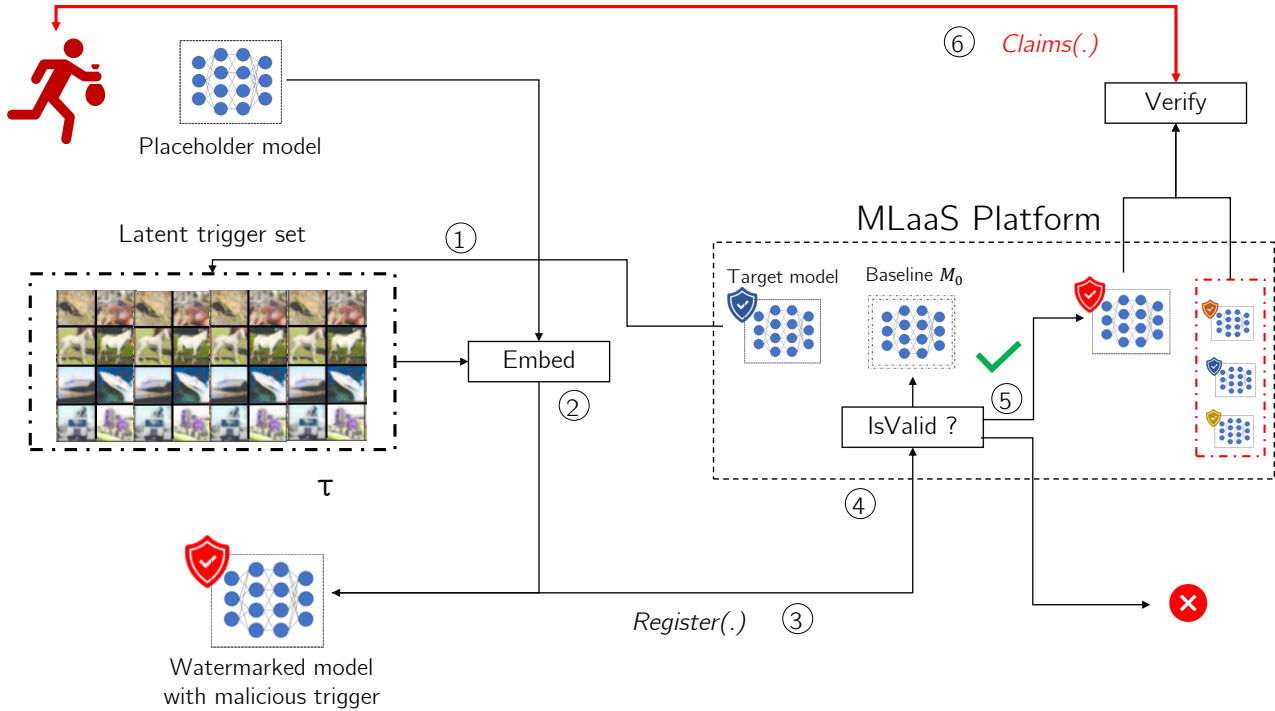 ⑥ Claims(.)
Verify
Placeholder model
Latent trigger set
①
MLaaS Platform
Target model
Baseline M₀
Embed
②
⑤
IsValid ?
τ
④
Register(.) ③
Watermarked model
with malicious trigger